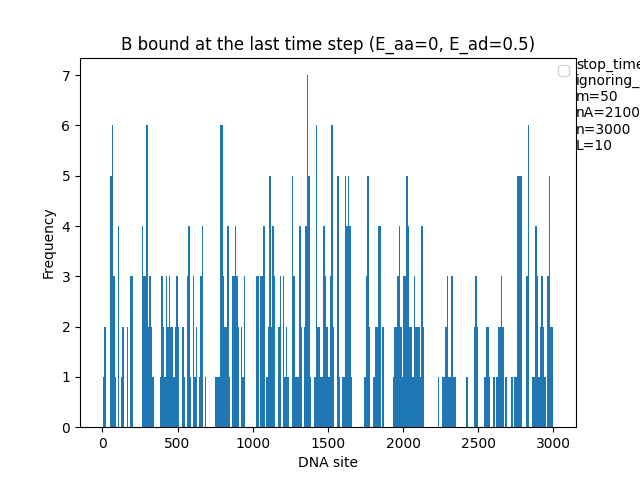 B bound at the last time step (E_aa=0, E_ad=0.5)
stop_time
ignoring_
m=50
nA=2100
n=3000
L=10
7
6
5
4
3
2
1
0
Frequency
0 500 1000 1500 2000 2500 3000
DNA site